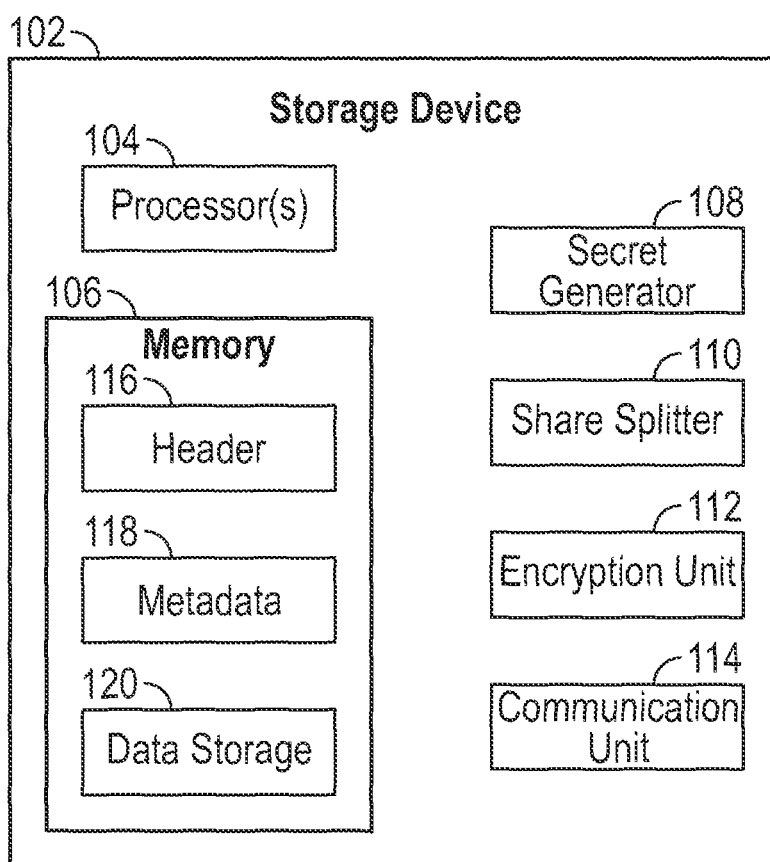 102
Storage Device
104
Processor(s)
106
Memory
116
Header
118
Metadata
120
Data Storage
108
Secret
Generator
110
Share Splitter
112
Encryption Unit
114
Communication
Unit